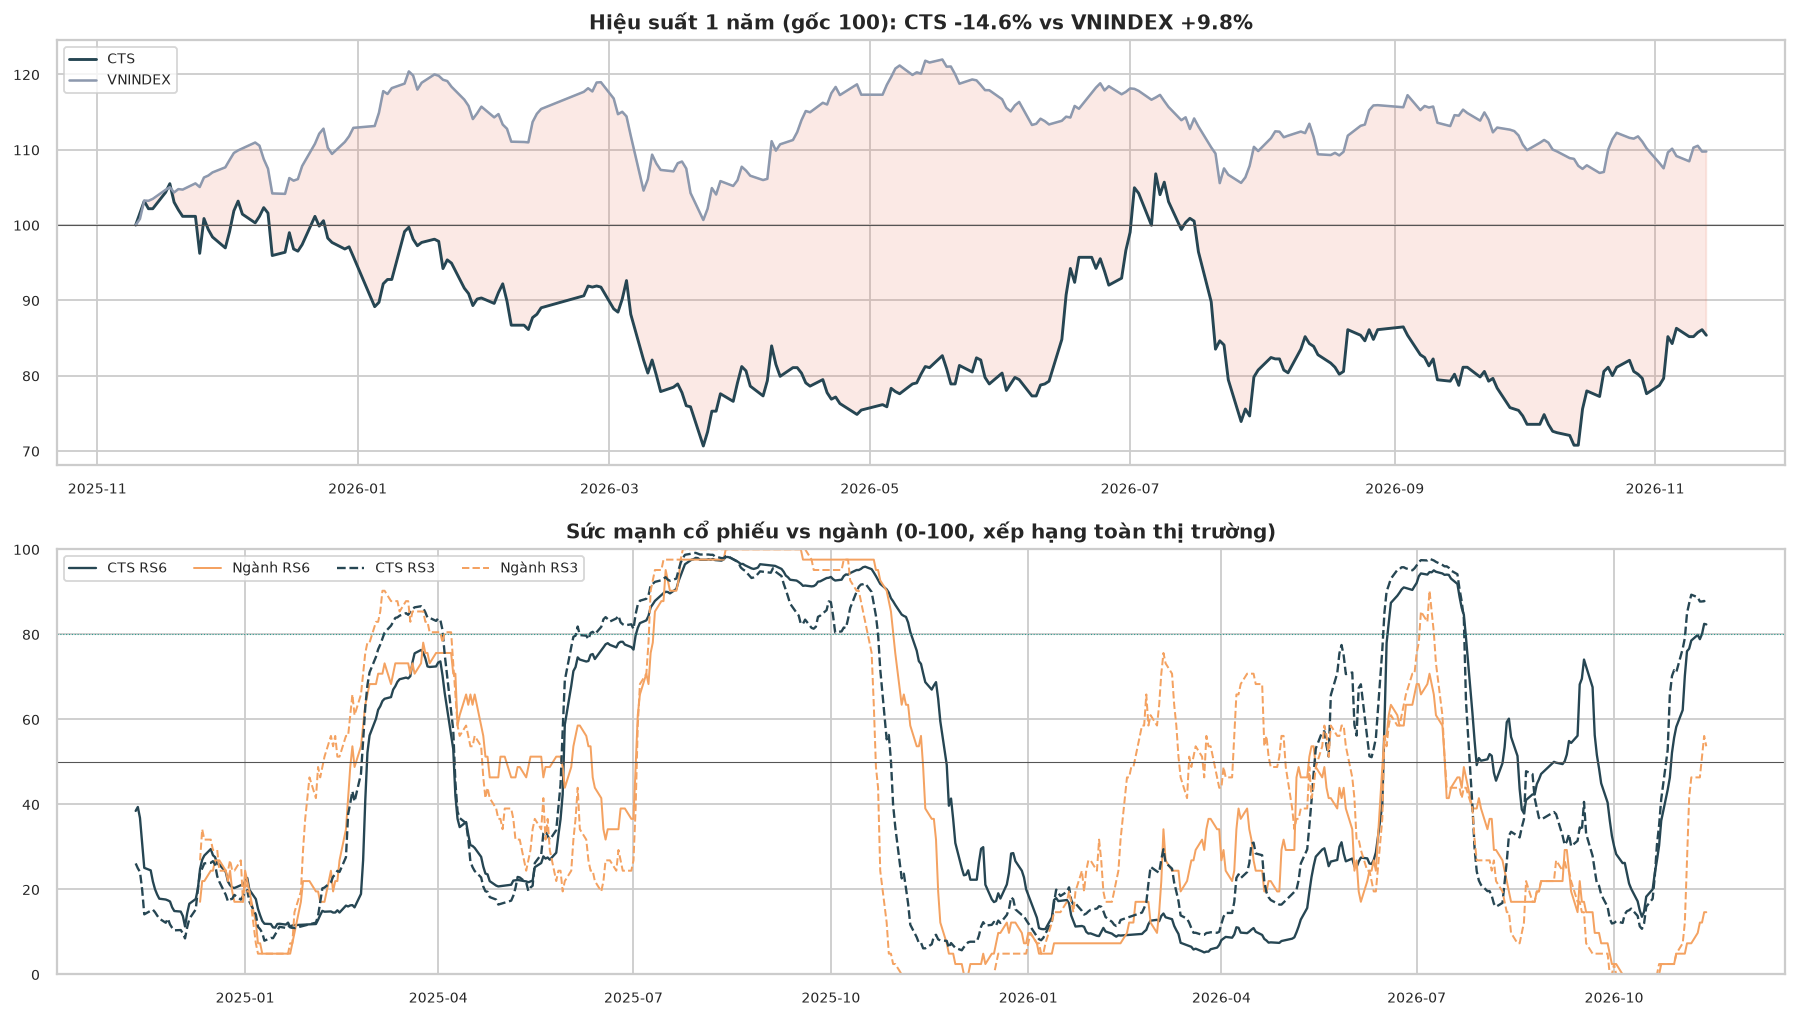 Hiệu suất 1 năm (gốc 100): CTS -14.6% vs VNINDEX +9.8%
CTS
VNINDEX
120
110
100
90
80
70
2025-11 2026-01 2026-03 2026-05 2026-07 2026-09 2026-11
Sức mạnh cổ phiếu vs ngành (0-100, xếp hạng toàn thị trường)
CTS RS6 Ngành RS6 CTS RS3 Ngành RS3
100
80
60
40
20
0
2025-01 2025-04 2025-07 2025-10 2026-01 2026-04 2026-07 2026-10